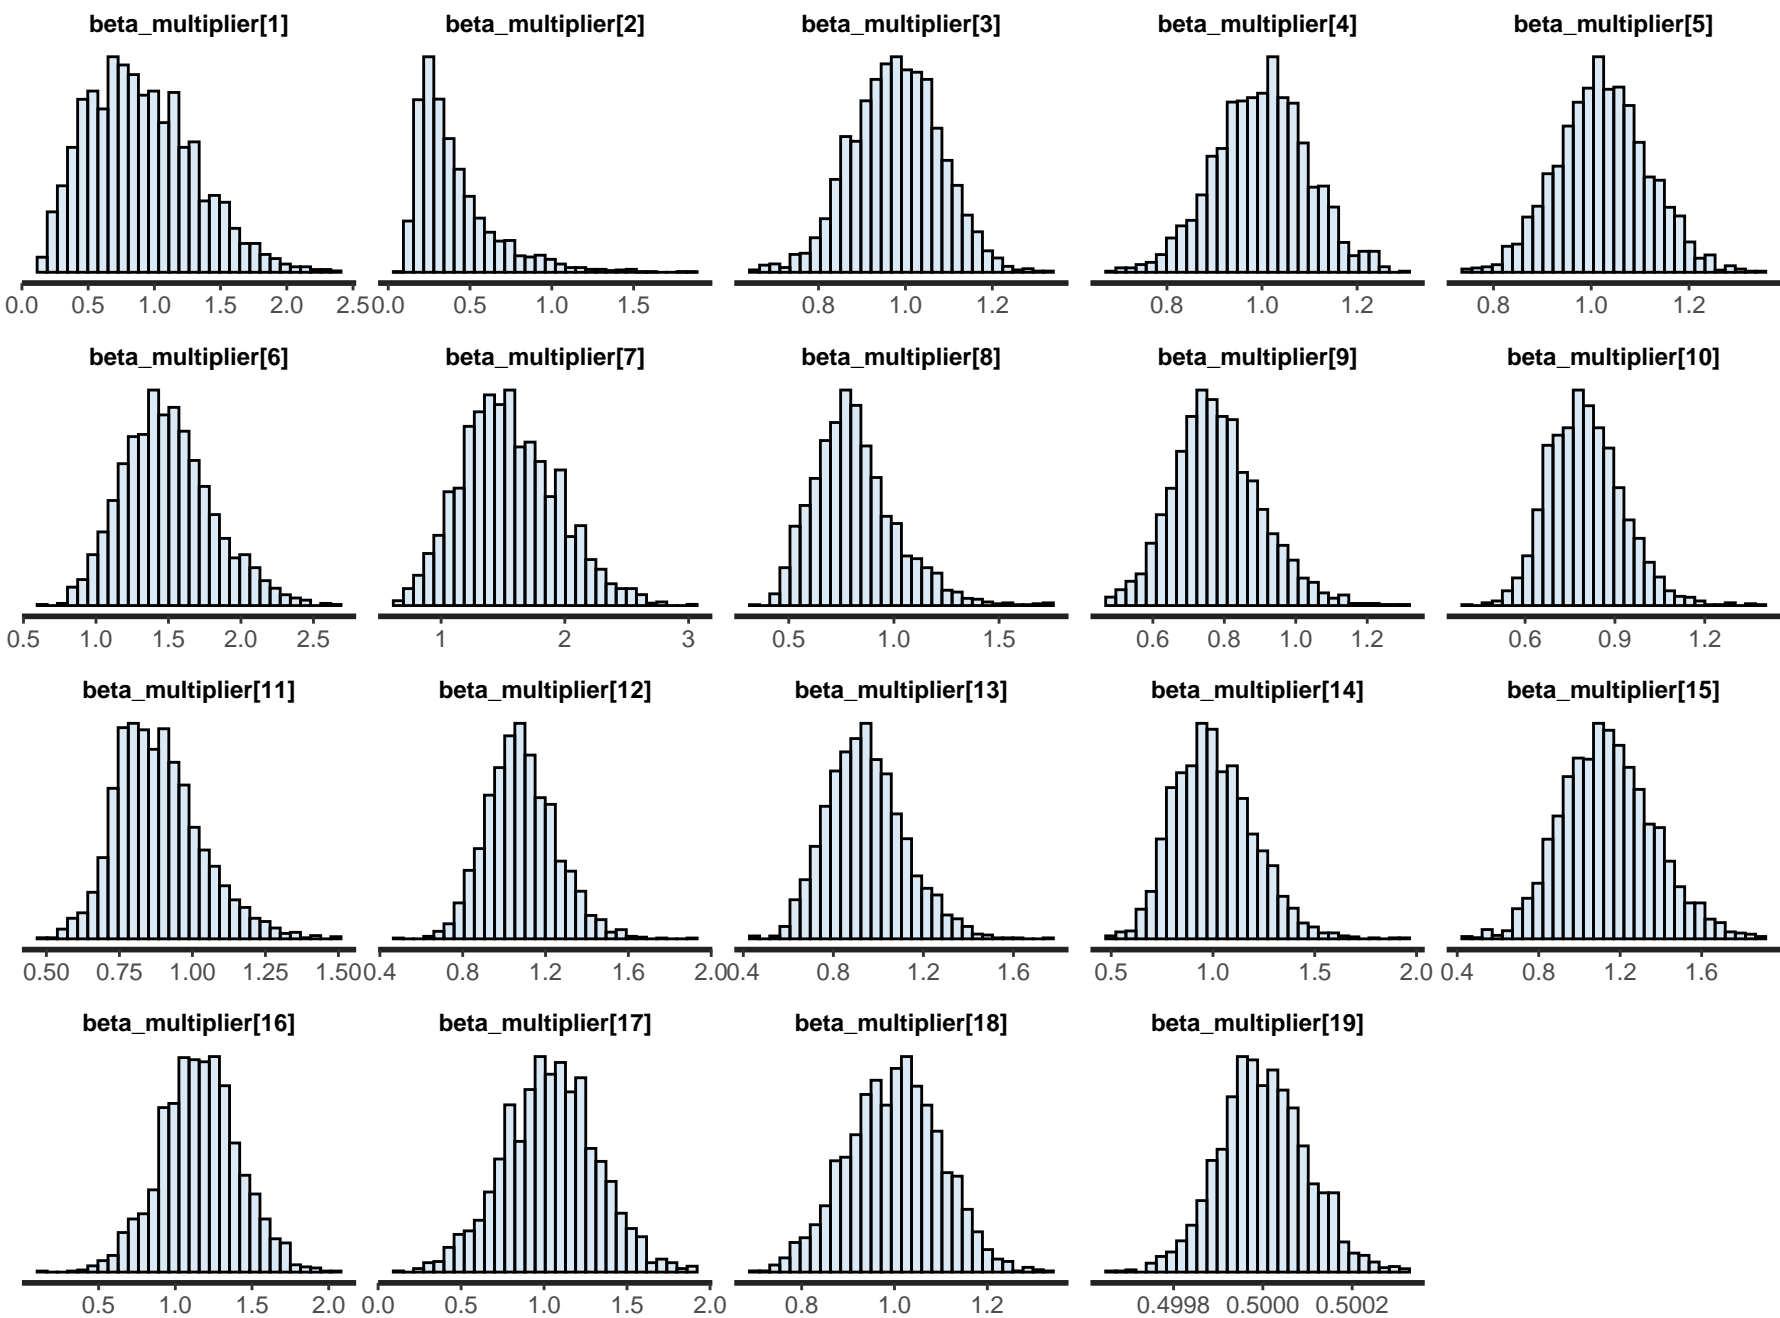 beta_multiplier[1] beta_multiplier[2] beta_multiplier[3] beta_multiplier[4] beta_multiplier[5]
0.0 0.5 1.0 1.5 2.0 2.5 0.0 0.5 1.0 1.5 0.8 1.0 1.2 0.8 1.0 1.2 0.8 1.0 1.2
beta_multiplier[6] beta_multiplier[7] beta_multiplier[8] beta_multiplier[9] beta_multiplier[10]
0.5 1.0 1.5 2.0 2.5 1 2 3 0.5 1.0 1.5 0.6 0.8 1.0 1.2 0.6 0.9 1.2
beta_multiplier[11] beta_multiplier[12] beta_multiplier[13] beta_multiplier[14] beta_multiplier[15]
0.50 0.75 1.00 1.25 1.50 0.4 0.8 1.2 1.6 2.0 0.4 0.8 1.2 1.6 0.5 1.0 1.5 2.0 0.4 0.8 1.2 1.6
beta_multiplier[16] beta_multiplier[17] beta_multiplier[18] beta_multiplier[19]
0.5 1.0 1.5 2.0 0.0 0.5 1.0 1.5 2.0 0.8 1.0 1.2 0.4998 0.5000 0.5002